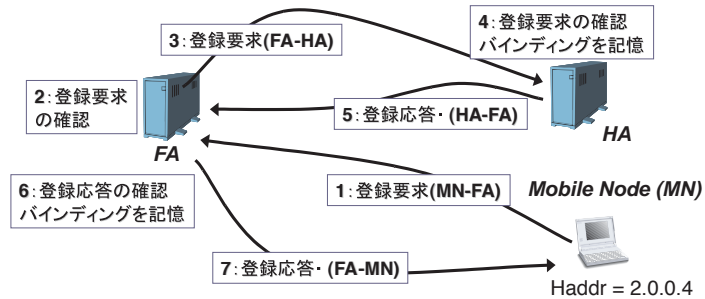 3：登録要求(FA-HA)
4：登録要求の確認
バインディングを記憶
2：登録要求
の確認
5：登録応答・(HA-FA)
FA
HA
6：登録応答の確認
バインディングを記憶
1：登録要求(MN-FA)
Mobile Node (MN)
7：登録応答・(FA-MN)
Haddr = 2.0.0.4